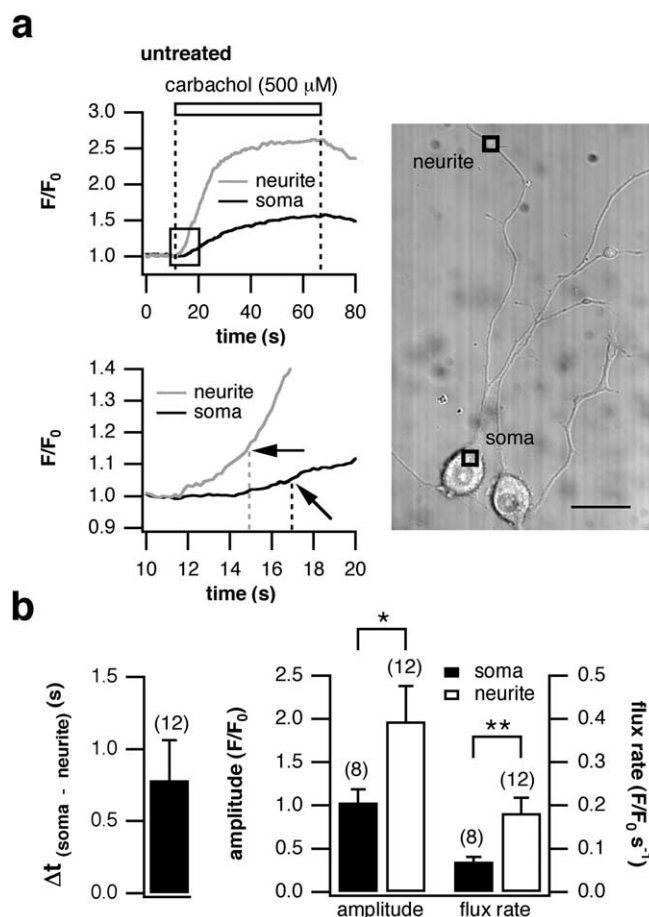 a
untreated
carbachol (500 μM)
3.0
2.5
2.0
1.5
1.0
F/F0
neurite
soma
0 20 40 60 80
time (s)
neurite
soma
1.4
1.3
1.2
1.1
1.0
0.9
F/F0
neurite
soma
10 12 14 16 18 20
time (s)
b
1.5
1.0
0.5
0.0
Δt (soma - neurite) (s)
(12)
2.5
2.0
1.5
1.0
0.5
0.0
amplitude (F/F0)
*
(12)
(8)
soma
neurite
**
(12)
(8)
0.5
0.4
0.3
0.2
0.1
0.0
flux rate (F/F0 s-1)
amplitude flux rate